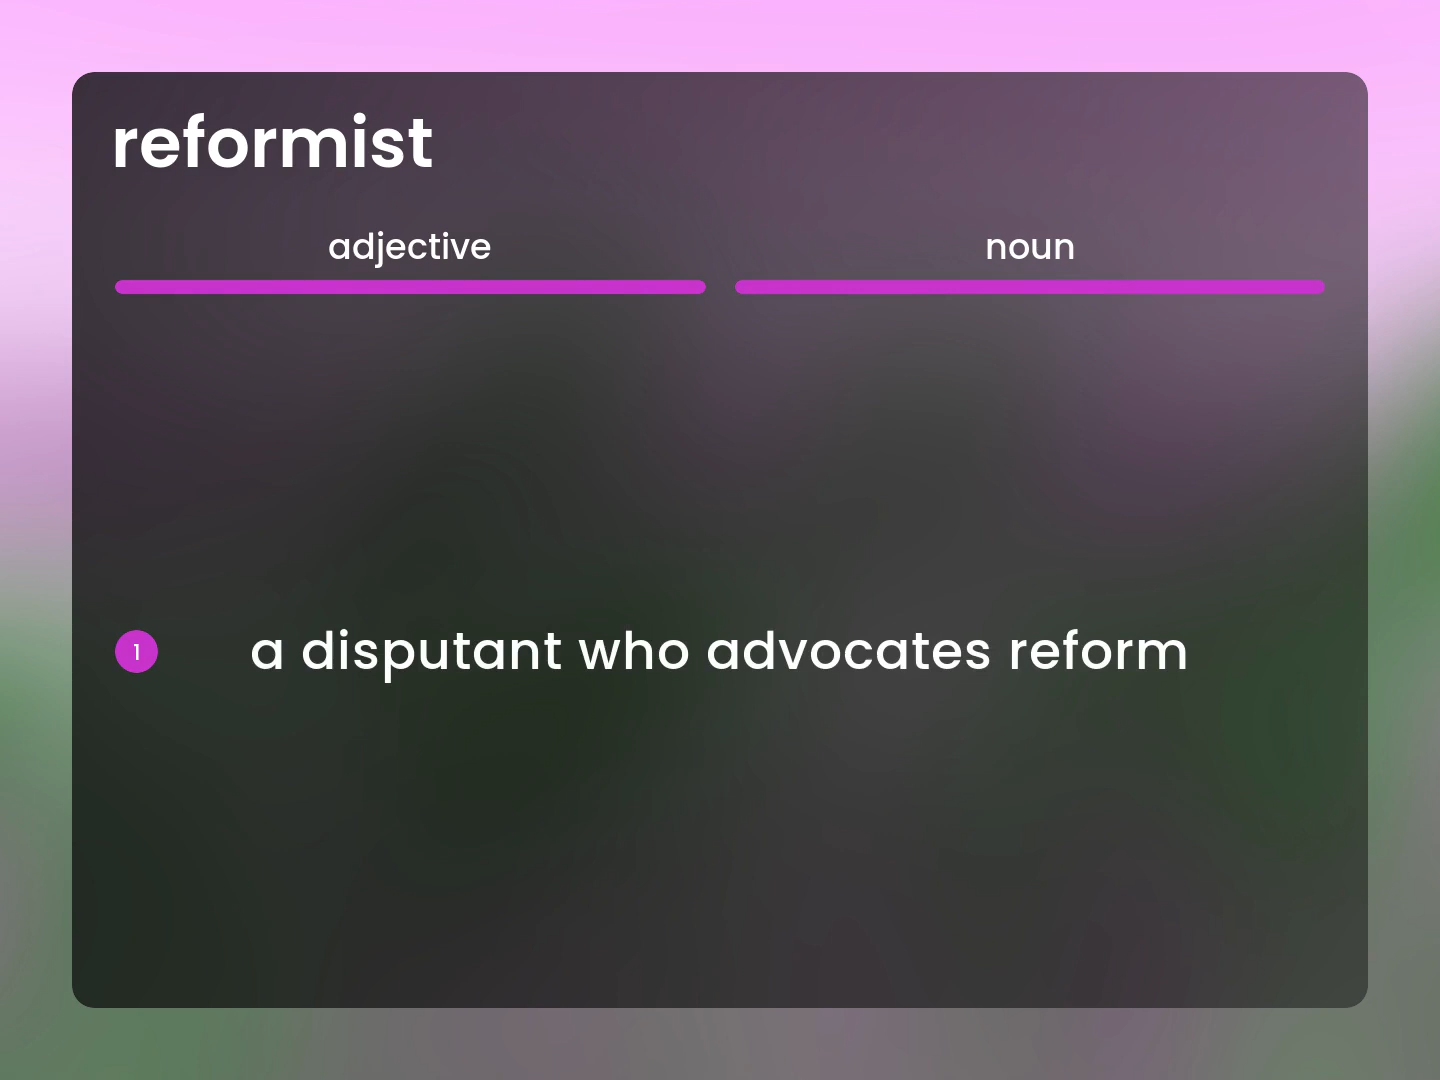 reformist
adjective
noun
1
a disputant who advocates reform